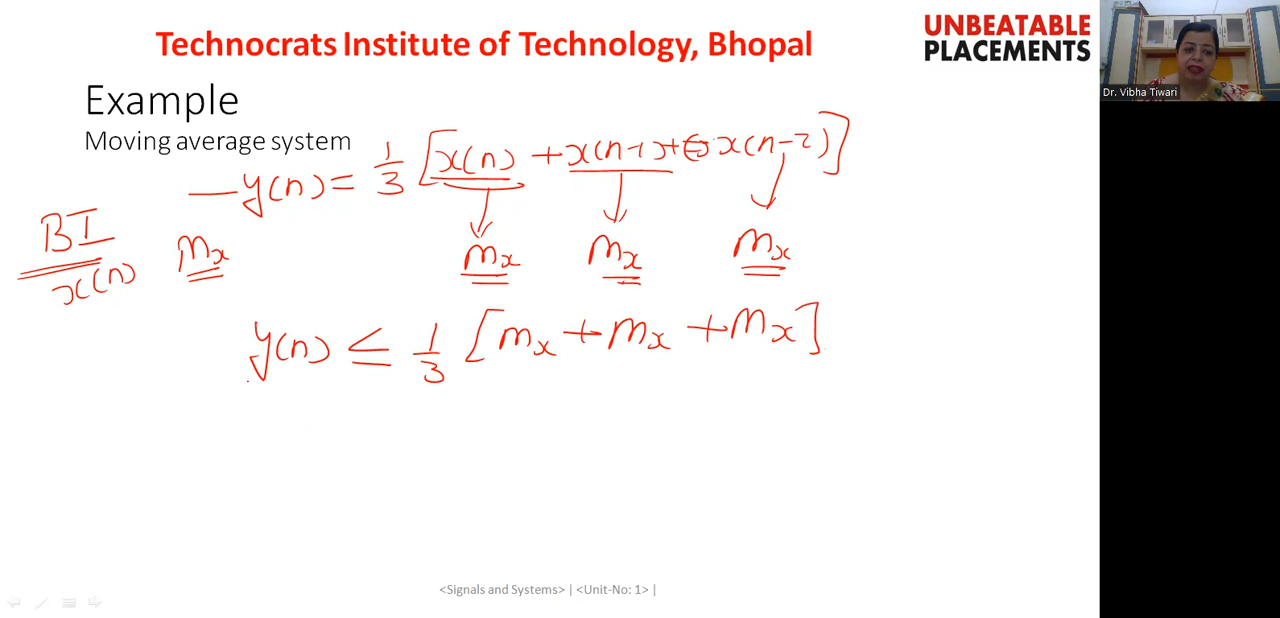 Technocrats Institute of Technology, Bhopal
UNBEATABLE
PLACEMENTS
Dr. Vibha Tiwari
Example
Moving average system
y(n) = 1/3 [x(n) + x(n-1) + x(n-2)]
BI
x(n)
Mx
Mx Mx Mx
y(n) ≤ 1/3 [Mx + Mx + Mx]
<Signals and Systems> | <Unit-No: 1> |